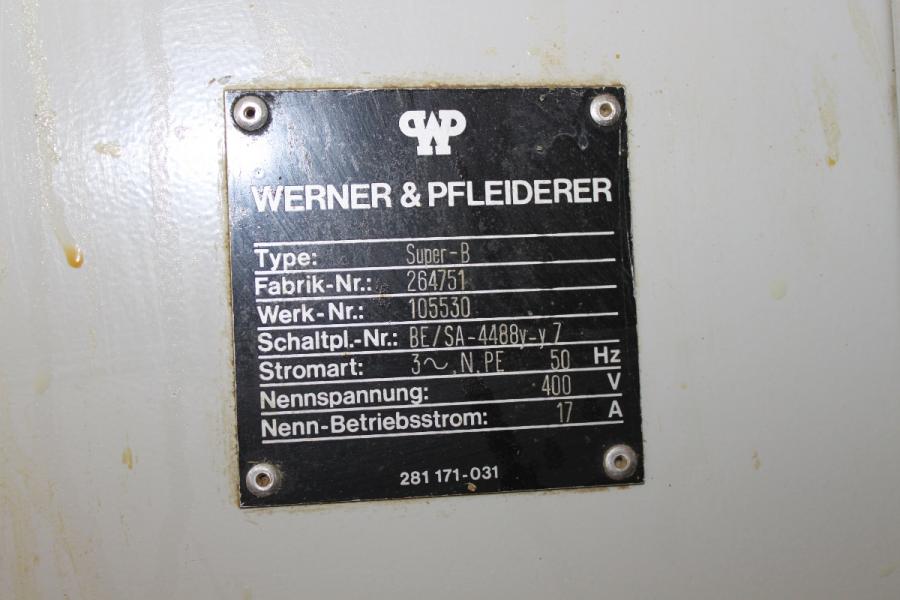 WP
WERNER & PFLEIDERER
Type: Super-B
Fabrik-Nr.: 264751
Werk-Nr.: 105530
Schaltpl.-Nr.: BE/SA-4488y-y 7
Stromart: 3~, N, PE 50 Hz
Nennspannung: 400 V
Nenn-Betriebsstrom: 17 A
281 171-031